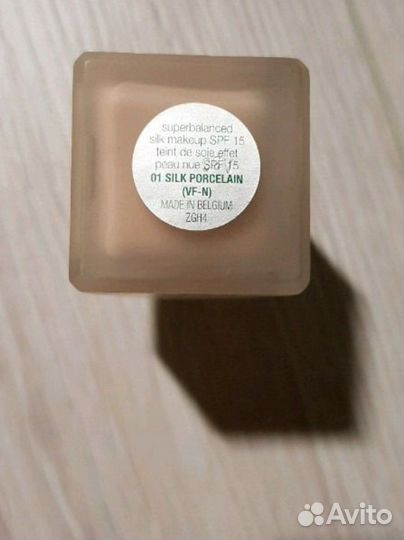 superbalanced
silk makeup SPF 15
teint de soie effet
peau nue SPF 15
01 SILK PORCELAIN
(VF-N)
MADE IN BELGIUM
ZGH4
Avito